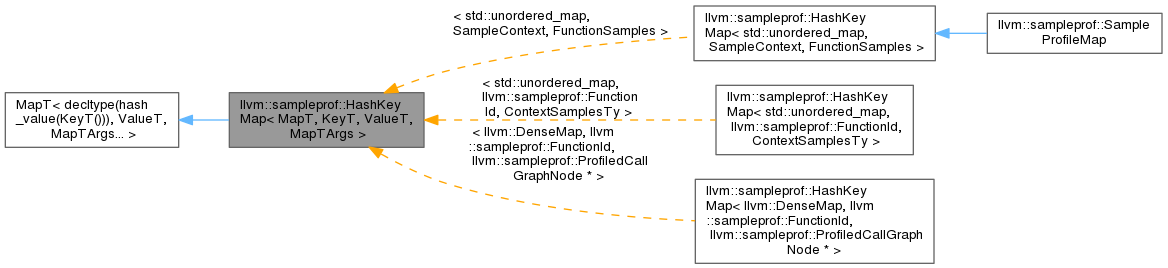 MapT< decltype(hash
_value(KeyT())), ValueT,
MapTArgs... >
llvm::sampleprof::HashKey
Map< MapT, KeyT, ValueT,
MapTArgs >
< std::unordered_map,
SampleContext, FunctionSamples >
< std::unordered_map,
llvm::sampleprof::Function
Id, ContextSamplesTy >
< llvm::DenseMap, llvm
::sampleprof::FunctionId,
llvm::sampleprof::ProfiledCall
GraphNode * >
llvm::sampleprof::HashKey
Map< std::unordered_map,
SampleContext, FunctionSamples >
llvm::sampleprof::HashKey
Map< std::unordered_map,
llvm::sampleprof::FunctionId,
ContextSamplesTy >
llvm::sampleprof::HashKey
Map< llvm::DenseMap, llvm
::sampleprof::FunctionId,
llvm::sampleprof::ProfiledCallGraph
Node * >
llvm::sampleprof::Sample
ProfileMap